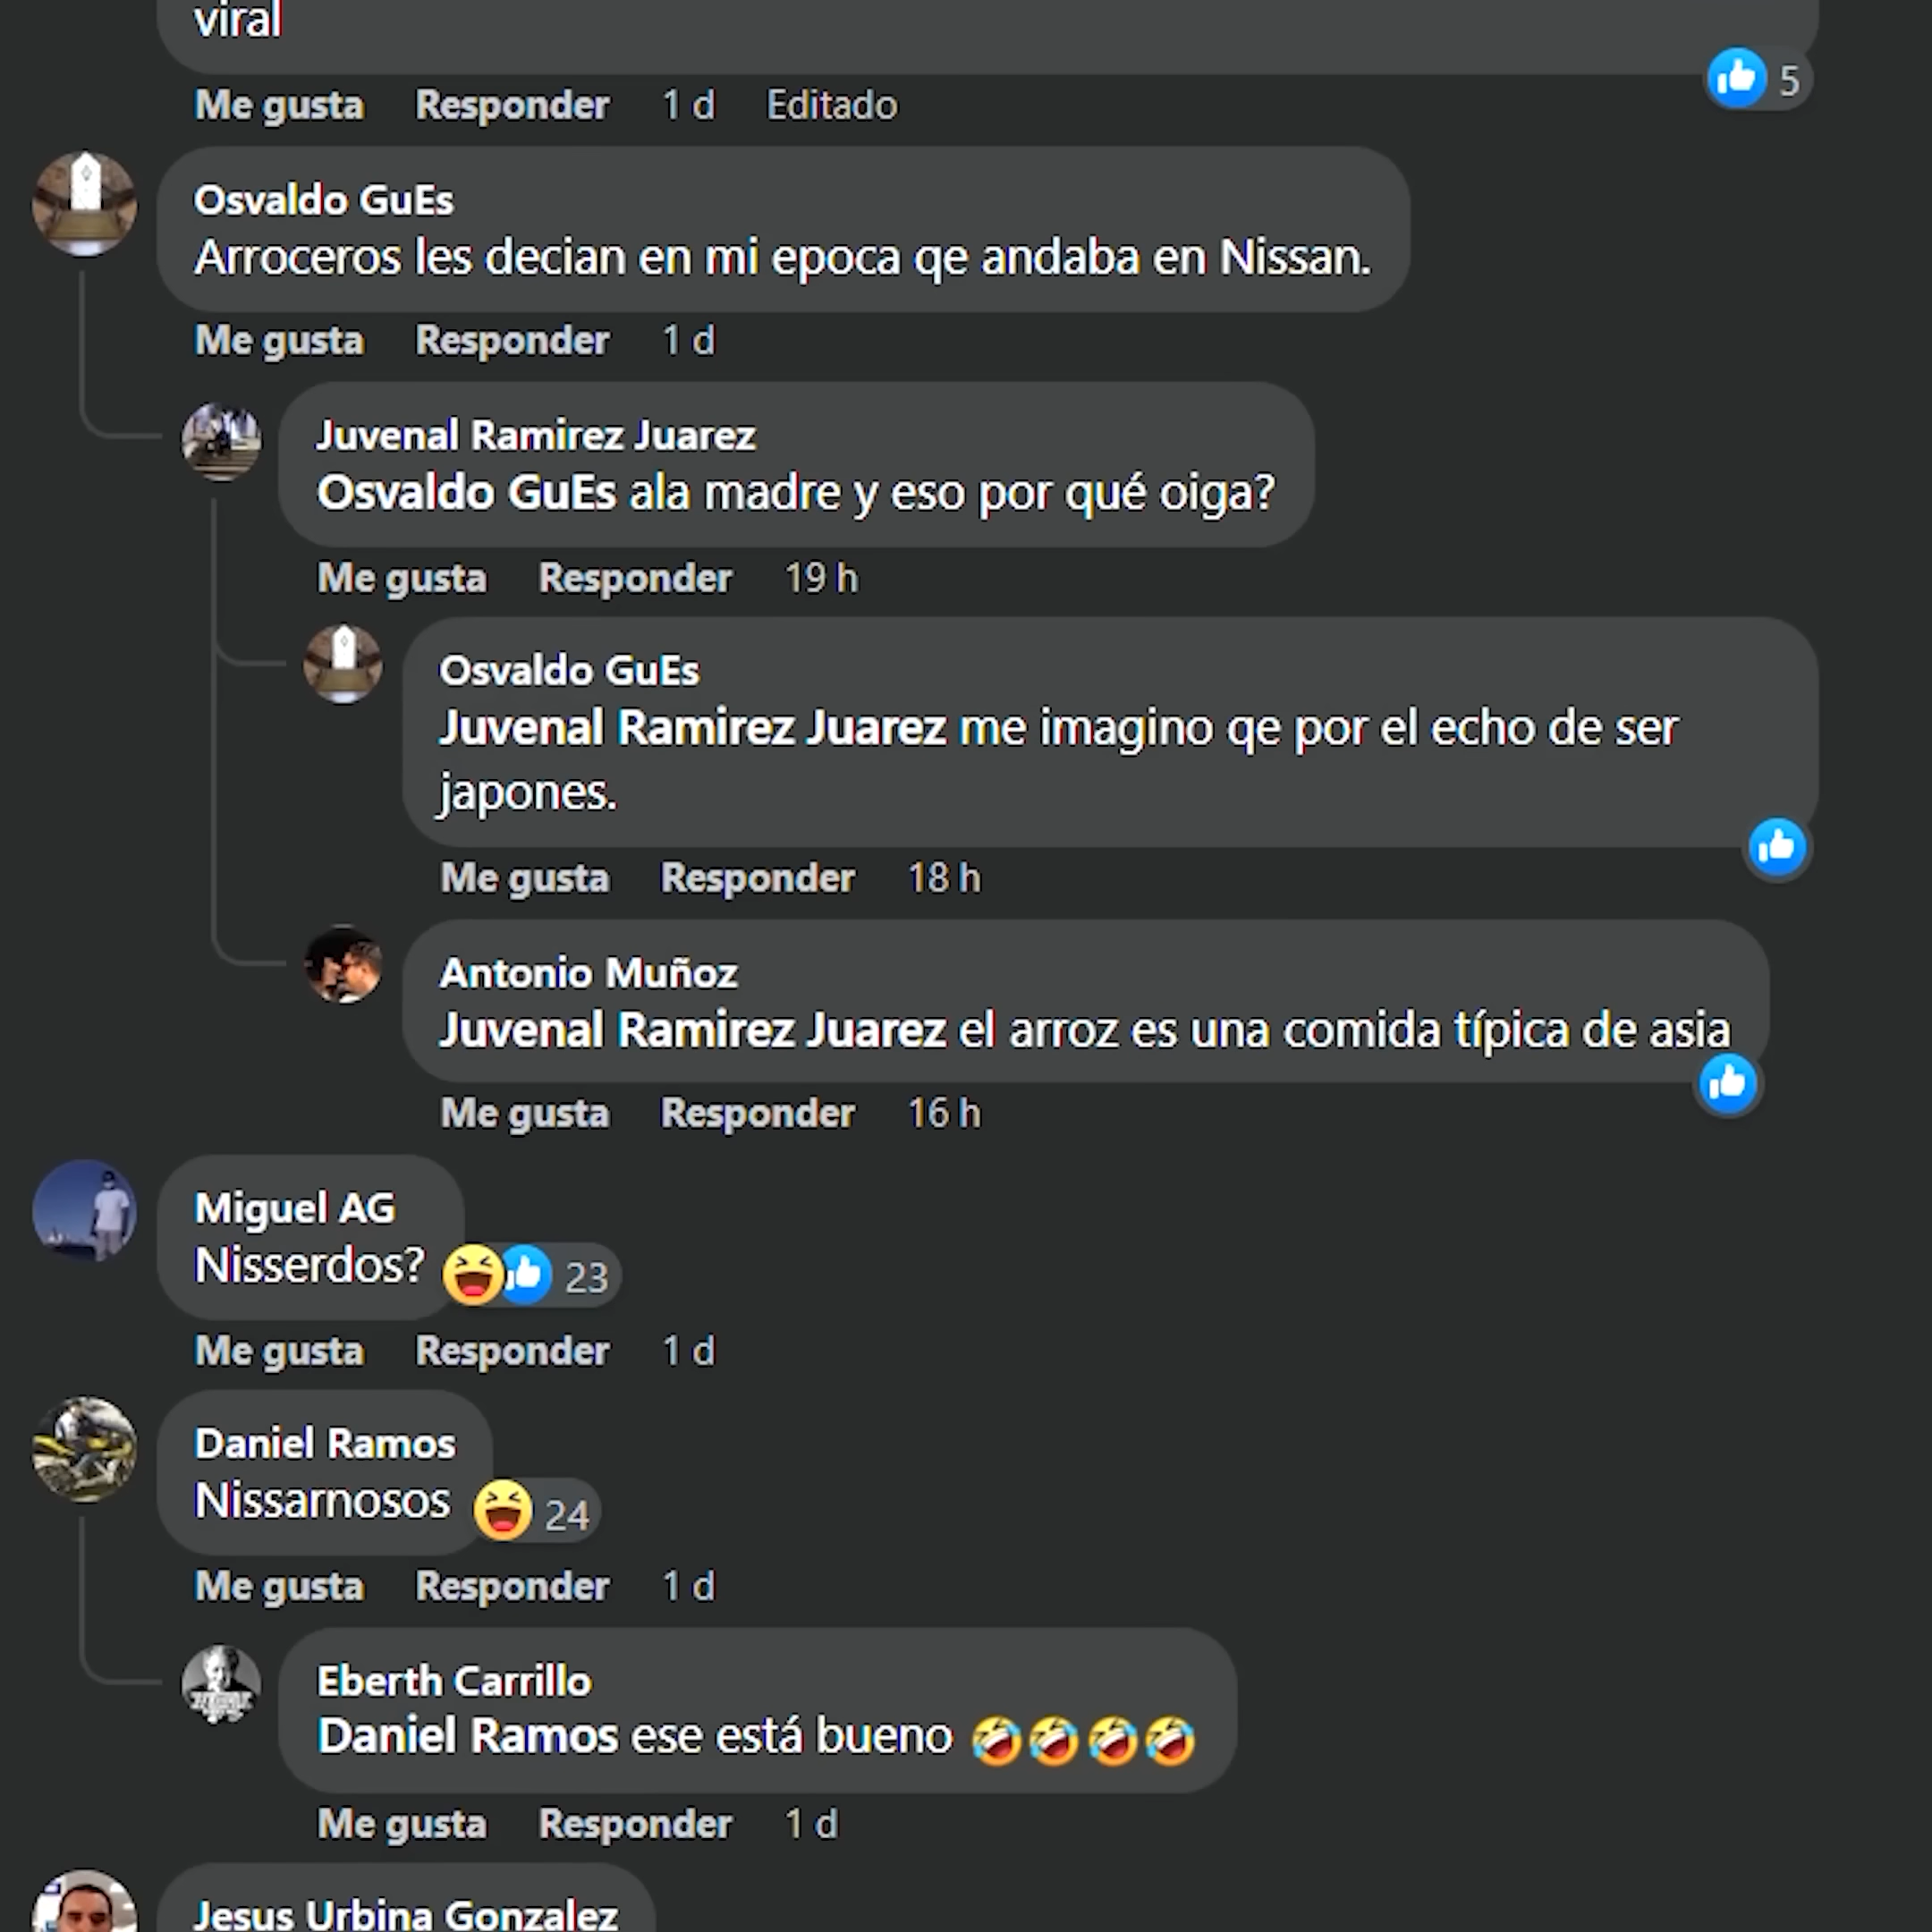 viral
5
Me gusta Responder 1 d Editado
Osvaldo GuEs
Arroceros les decian en mi epoca qe andaba en Nissan.
Me gusta Responder 1 d
Juvenal Ramirez Juarez
Osvaldo GuEs ala madre y eso por qué oiga?
Me gusta Responder 19 h
Osvaldo GuEs
Juvenal Ramirez Juarez me imagino qe por el echo de ser
japones.
Me gusta Responder 18 h
Antonio Muñoz
Juvenal Ramirez Juarez el arroz es una comida típica de asia
Me gusta Responder 16 h
Miguel AG
Nisserdos? 23
Me gusta Responder 1 d
Daniel Ramos
Nissarnosos 24
Me gusta Responder 1 d
Eberth Carrillo
Daniel Ramos ese está bueno 🤣🤣🤣🤣
Me gusta Responder 1 d
Jesus Urbina Gonzalez